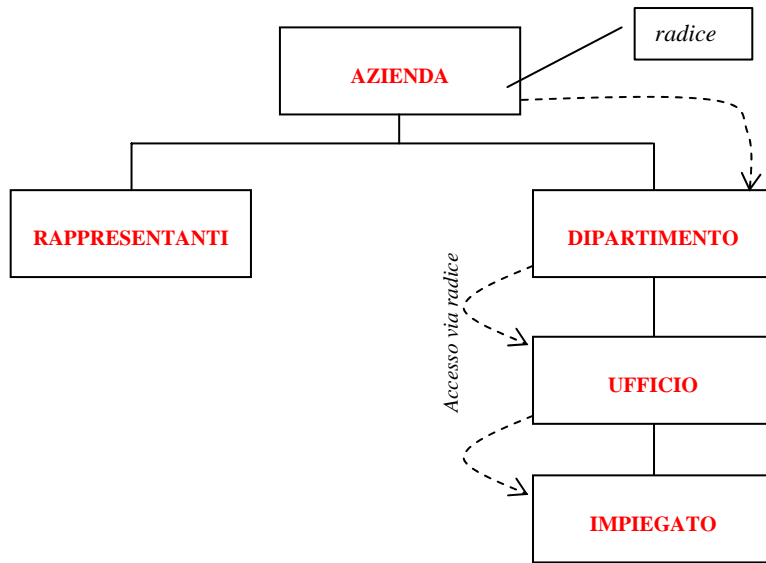 radice
AZIENDA
RAPPRESENTANTI
DIPARTIMENTO
Accesso via radice
UFFICIO
IMPIEGATO